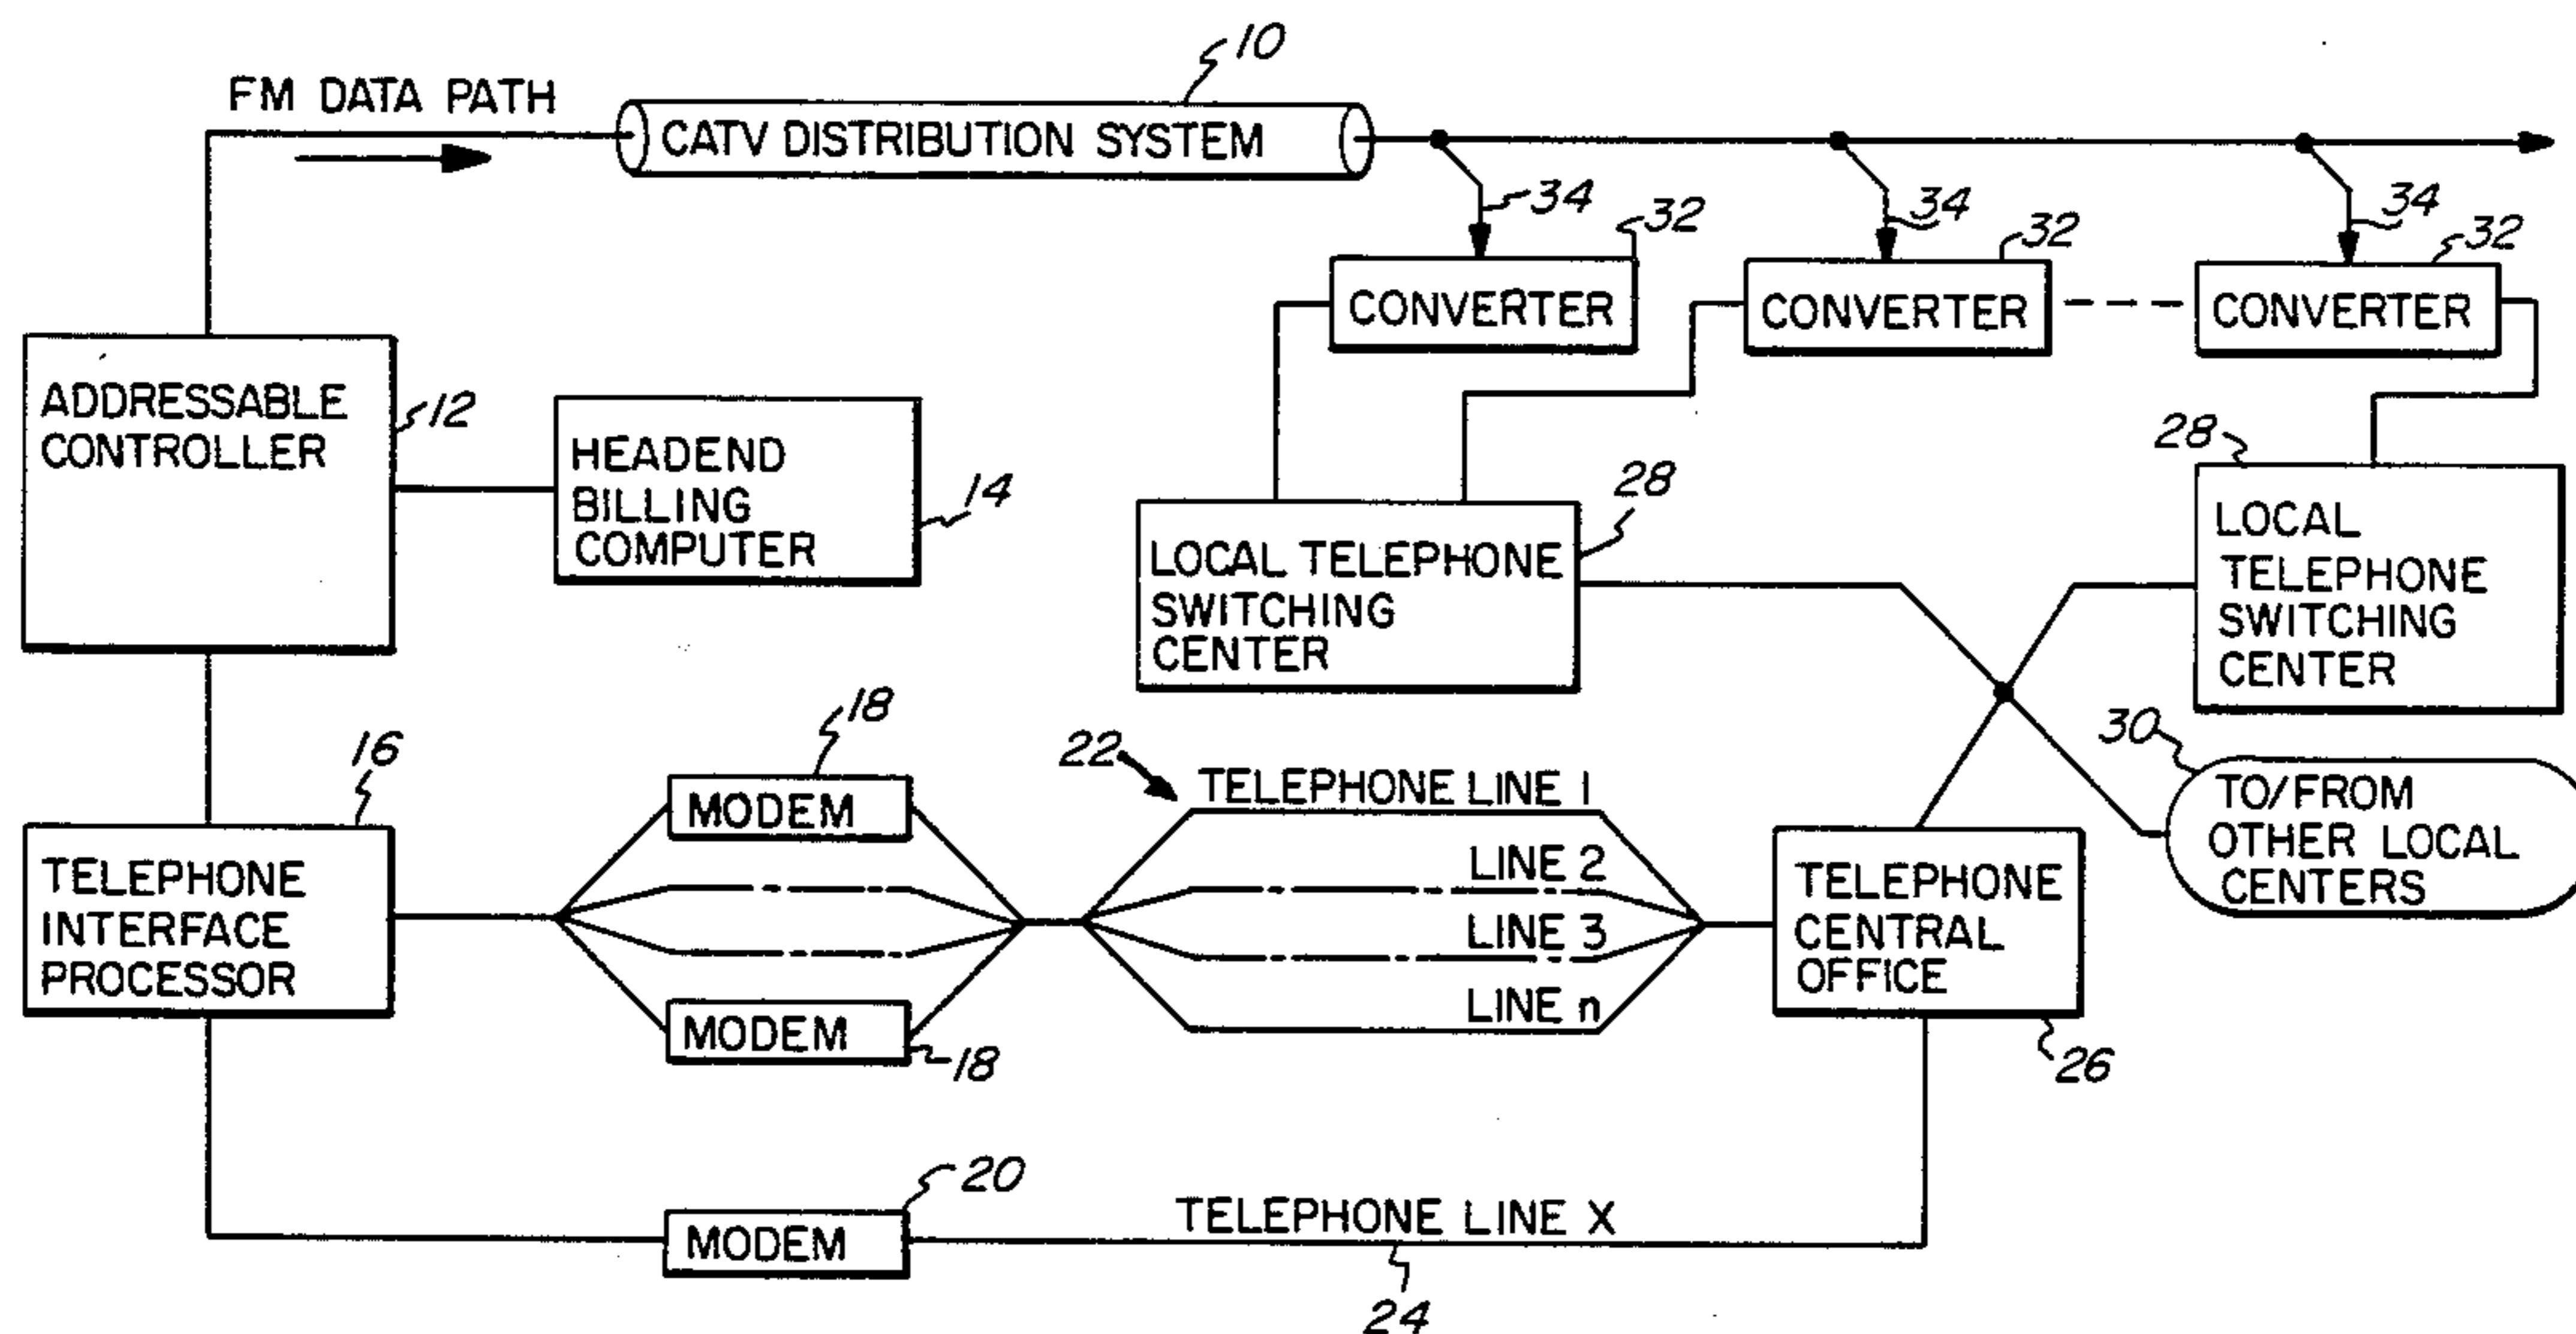 10
FM DATA PATH
CATV DISTRIBUTION SYSTEM
34
34
34
32
32
32
CONVERTER
CONVERTER
CONVERTER
ADDRESSABLE
CONTROLLER
12
HEADEND
BILLING
COMPUTER
14
28
LOCAL TELEPHONE
SWITCHING
CENTER
28
LOCAL
TELEPHONE
SWITCHING
CENTER
16
TELEPHONE
INTERFACE
PROCESSOR
18
MODEM
MODEM
18
22
TELEPHONE LINE 1
LINE 2
LINE 3
LINE n
TELEPHONE
CENTRAL
OFFICE
26
30
TO/FROM
OTHER LOCAL
CENTERS
20
MODEM
TELEPHONE LINE X
24